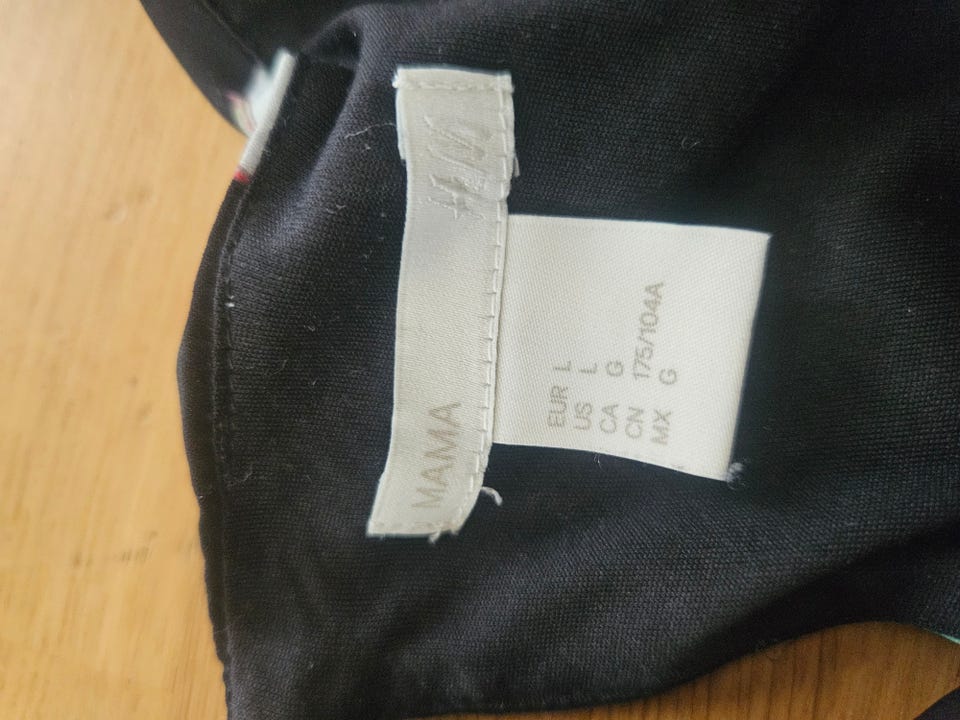 H&M
MAMA
EUR L
US L
CA G
CN 175/104A
MX G